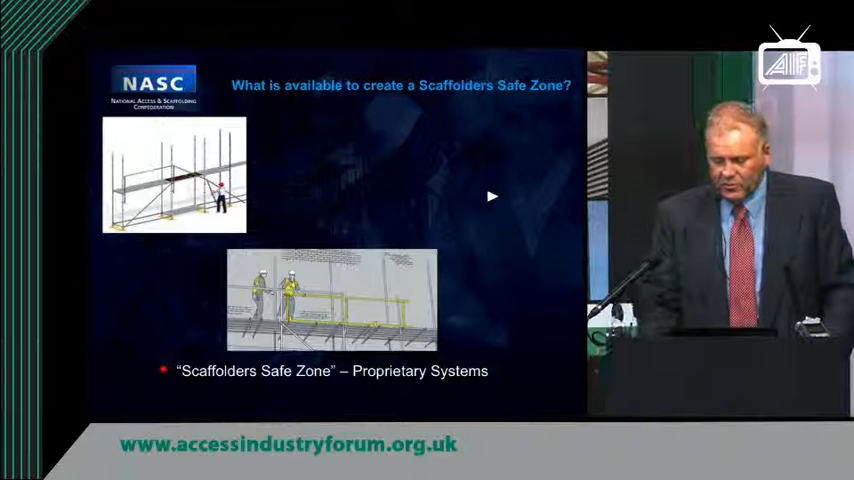 AIF
NASC
NATIONAL ACCESS & SCAFFOLDING
CONFEDERATION
What is available to create a Scaffolders Safe Zone?
“Scaffolders Safe Zone” – Proprietary Systems
www.accessindustryforum.org.uk